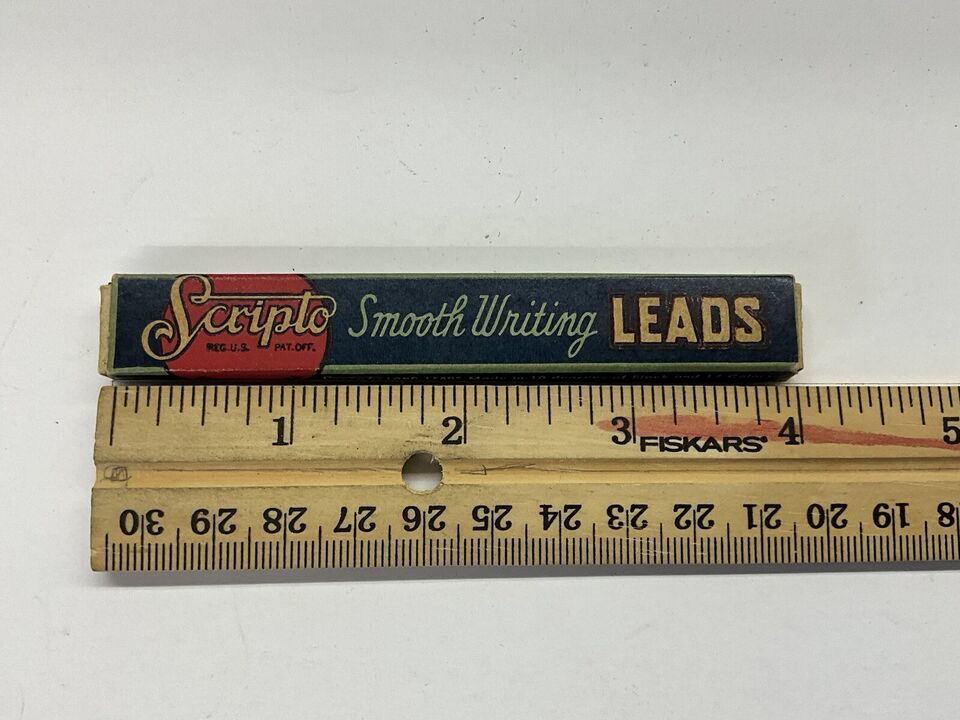 Scripto
REG. U.S. PAT. OFF.
Smooth Writing LEADS
1 2 3 4 5
FISKARS
30 29 28 27 26 25 24 23 22 21 20 19 8